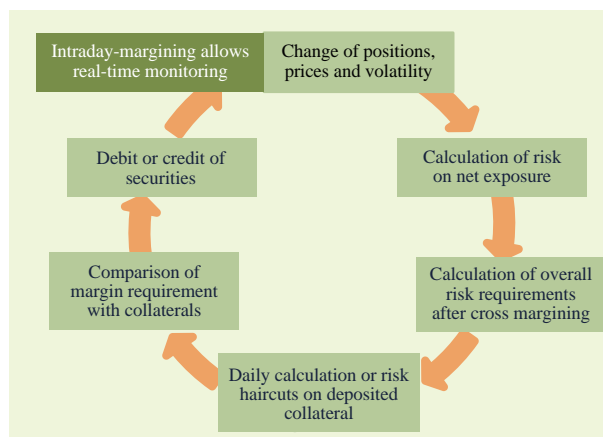 Intraday-margining allows
real-time monitoring
Change of positions,
prices and volatility
Calculation of risk
on net exposure
Calculation of overall
risk requirements
after cross margining
Daily calculation or risk
haircuts on deposited
collateral
Comparison of
margin requirement
with collaterals
Debit or credit of
securities